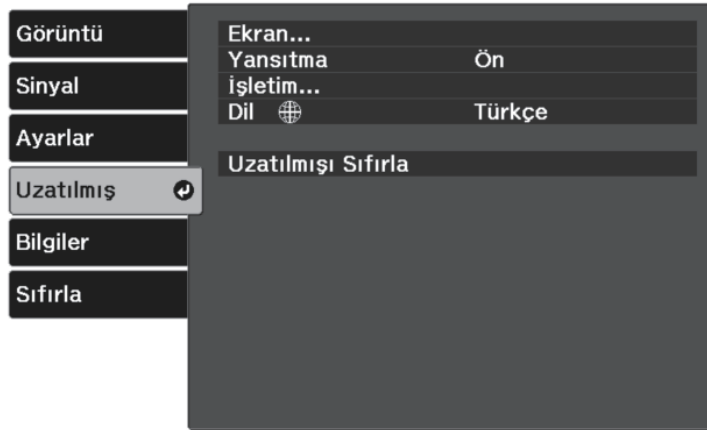 Görüntü
Sinyal
Ayarlar
Uzatılmış
Bilgiler
Sıfırla
Ekran...
Yansıtma Ön
İşletim...
Dil Türkçe
Uzatılmışı Sıfırla